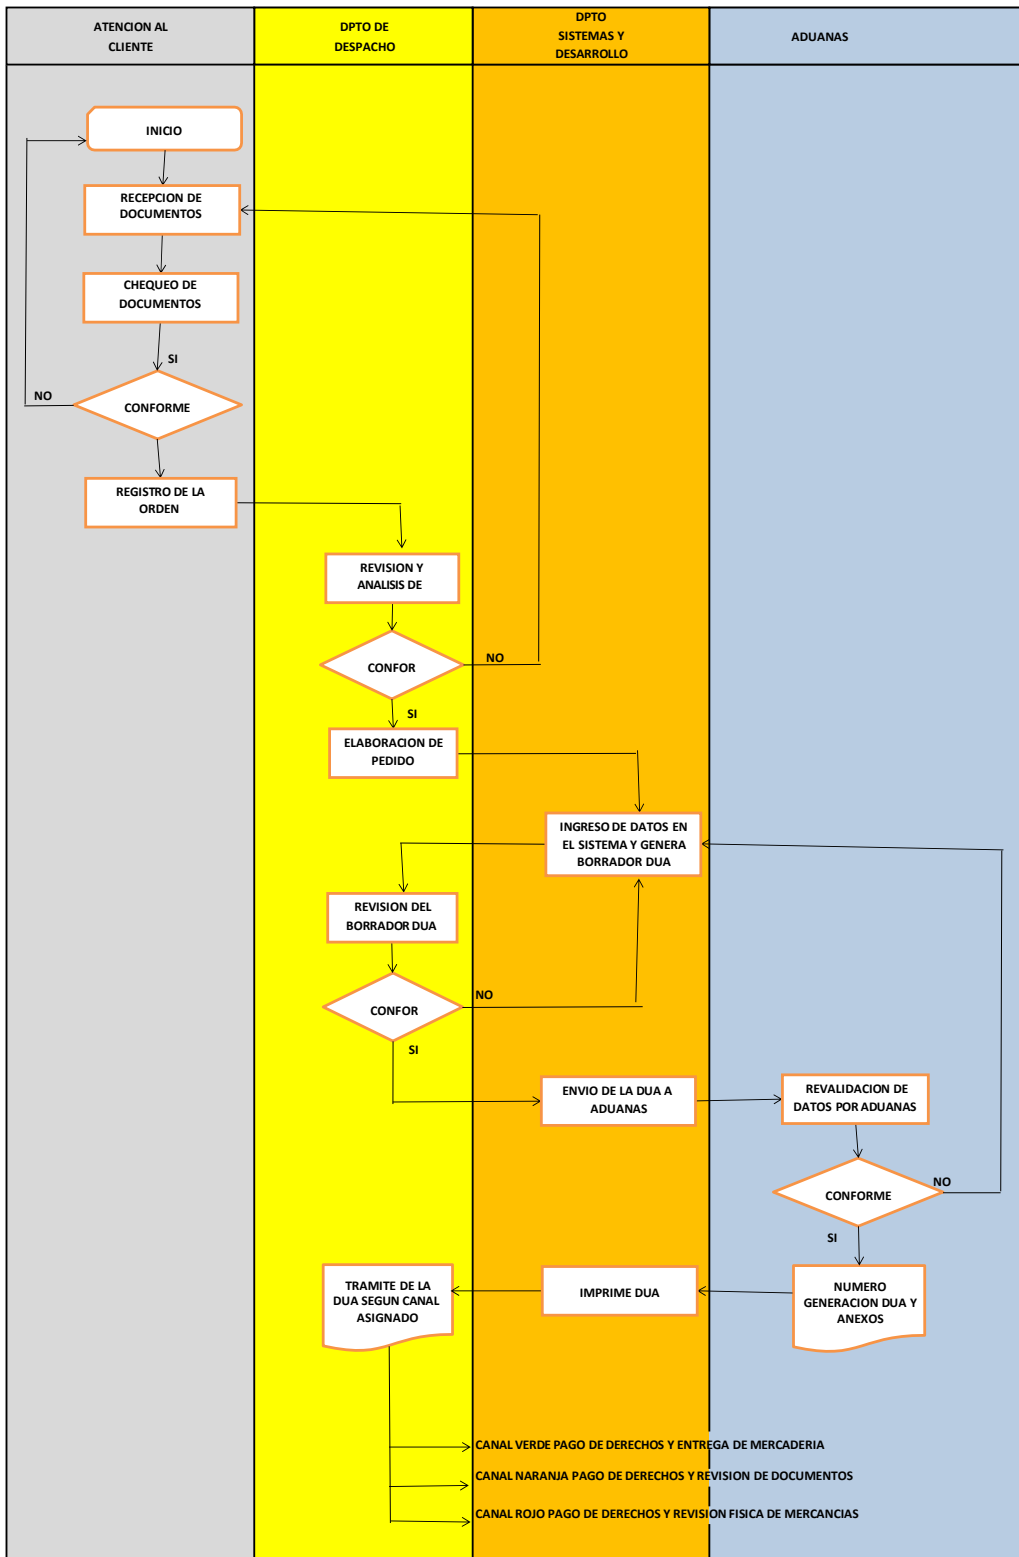 ATENCION AL
CLIENTE
DPTO DE
DESPACHO
DPTO
SISTEMAS Y
DESARROLLO
ADUANAS
INICIO
RECEPCION DE
DOCUMENTOS
CHEQUEO DE
DOCUMENTOS
SI
NO
CONFORME
REGISTRO DE LA
ORDEN
REVISION Y
ANALISIS DE
CONFOR
NO
SI
ELABORACION DE
PEDIDO
INGRESO DE DATOS EN
EL SISTEMA Y GENERA
BORRADOR DUA
REVISION DEL
BORRADOR DUA
CONFOR
NO
SI
ENVIO DE LA DUA A
ADUANAS
REVALIDACION DE
DATOS POR ADUANAS
CONFORME
NO
SI
NUMERO
GENERACION DUA Y
ANEXOS
IMPRIME DUA
TRAMITE DE LA
DUA SEGUN CANAL
ASIGNADO
CANAL VERDE PAGO DE DERECHOS Y ENTREGA DE MERCADERIA
CANAL NARANJA PAGO DE DERECHOS Y REVISION DE DOCUMENTOS
CANAL ROJO PAGO DE DERECHOS Y REVISION FISICA DE MERCANCIAS